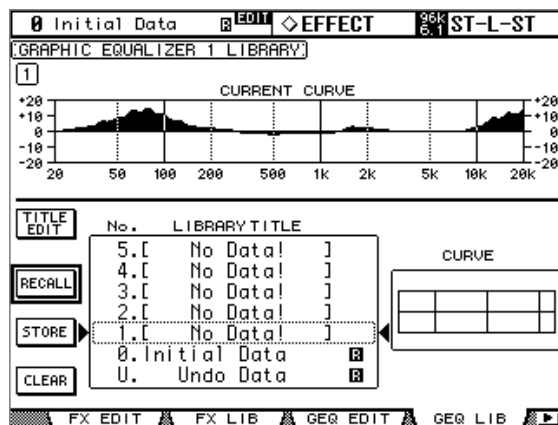 0 Initial Data R EDIT ◇EFFECT 96k 6.1 ST-L-ST
GRAPHIC EQUALIZER 1 LIBRARY
1
CURRENT CURVE
+20 +20
+10 +10
0 0
-10 -10
-20 -20
20 50 100 200 500 1k 2k 5k 10k 20k
TITLE EDIT
No. LIBRARY TITLE
5.[ No Data! ]
CURVE
4.[ No Data! ]
RECALL
3.[ No Data! ]
2.[ No Data! ]
STORE
1.[ No Data! ]
0.Initial Data R
U. Undo Data R
CLEAR
FX EDIT FX LIB GEQ EDIT GEQ LIB